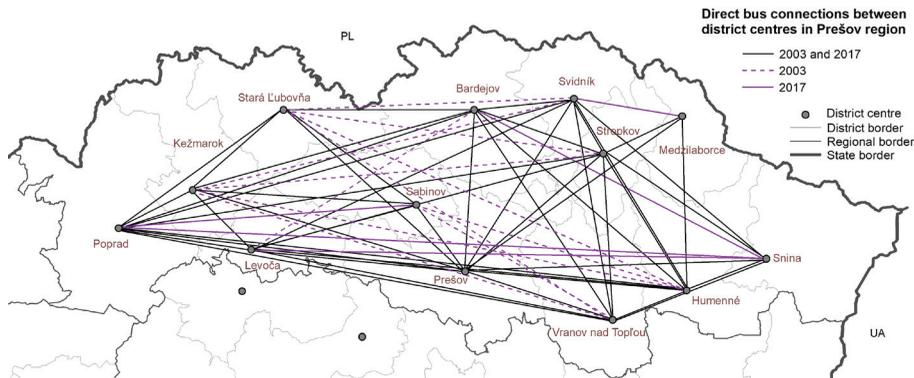 Direct bus connections between
district centres in Prešov region
2003 and 2017
2003
2017
District centre
District border
Regional border
State border
PL
Stará Ľubovňa
Bardejov
Svidník
Stropkov
Medzilaborce
Kežmarok
Sabinov
Poprad
Levoča
Prešov
Snina
Humenné
Vranov nad Topľou
UA